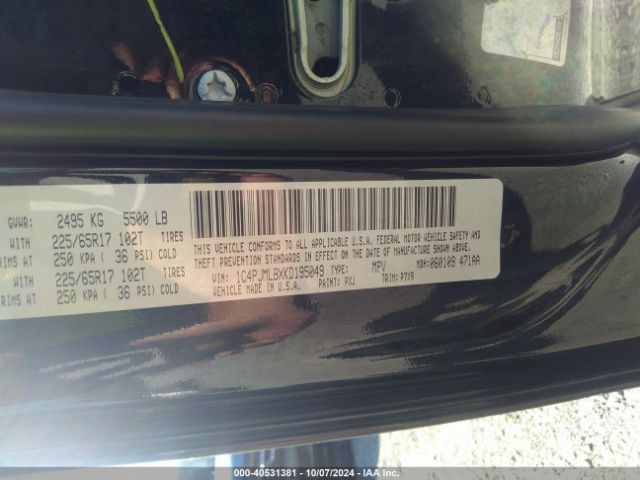 GVWR: 2495 KG 5500 LB
WITH 225/65R17 102T TIRES
RIMS AT 250 KPA ( 36 PSI) COLD
WITH 225/65R17 102T TIRES
RIMS AT 250 KPA ( 36 PSI) COLD
THIS VEHICLE CONFORMS TO ALL APPLICABLE U.S.A. FEDERAL MOTOR VEHICLE SAFETY AND
THEFT PREVENTION STANDARDS IN EFFECT ON THE DATE OF MANUFACTURE SHOWN ABOVE.
VIN: 1C4PJMLBXKD195049 TYPE: MPV MDH: 060109 471AA
MADE IN U.S.A. PAINT: PXJ TRIM: P7X9
000-40531381 - 10/07/2024 - IAA Inc.